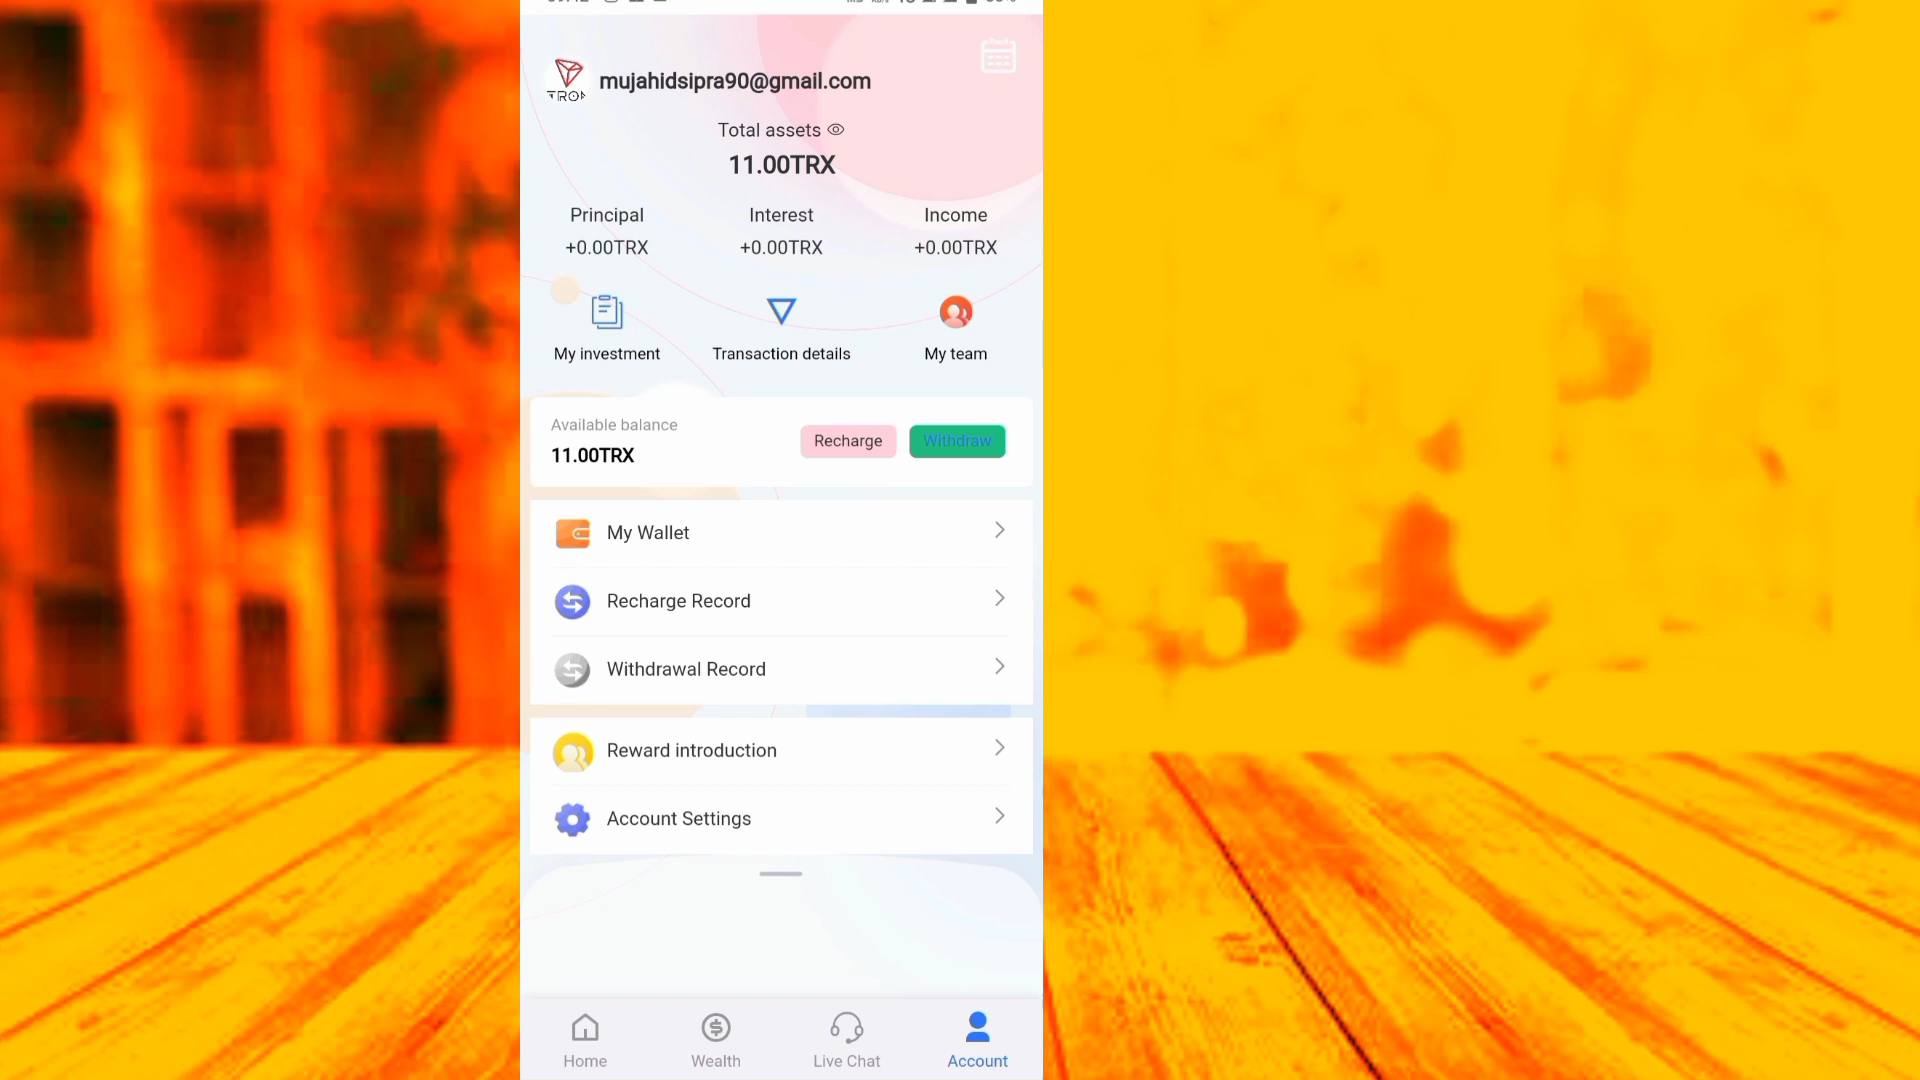 mujahidsipra90@gmail.com
Total assets
11.00TRX
Principal Interest Income
+0.00TRX +0.00TRX +0.00TRX
My investment Transaction details My team
Available balance
11.00TRX
Recharge Withdraw
My Wallet
Recharge Record
Withdrawal Record
Reward introduction
Account Settings
Home Wealth Live Chat Account